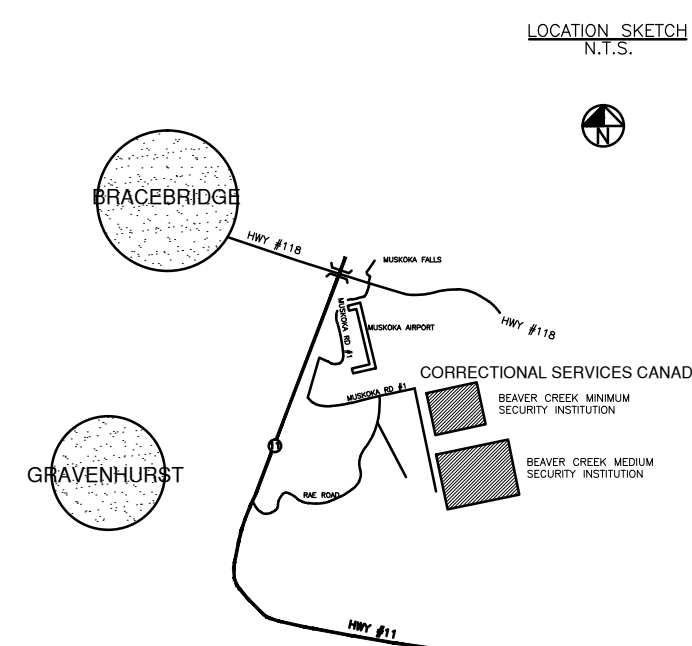 LOCATION SKETCH
N.T.S.
N
BRACEBRIDGE
HWY #118
MUSKOKA FALLS
MUSKOKA RD #1
MUSKOKA AIRPORT
HWY #118
CORRECTIONAL SERVICES CANAD
MUSKOKA RD #1
BEAVER CREEK MINIMUM
SECURITY INSTITUTION
11
GRAVENHURST
BEAVER CREEK MEDIUM
SECURITY INSTITUTION
RAE ROAD
HWY #11